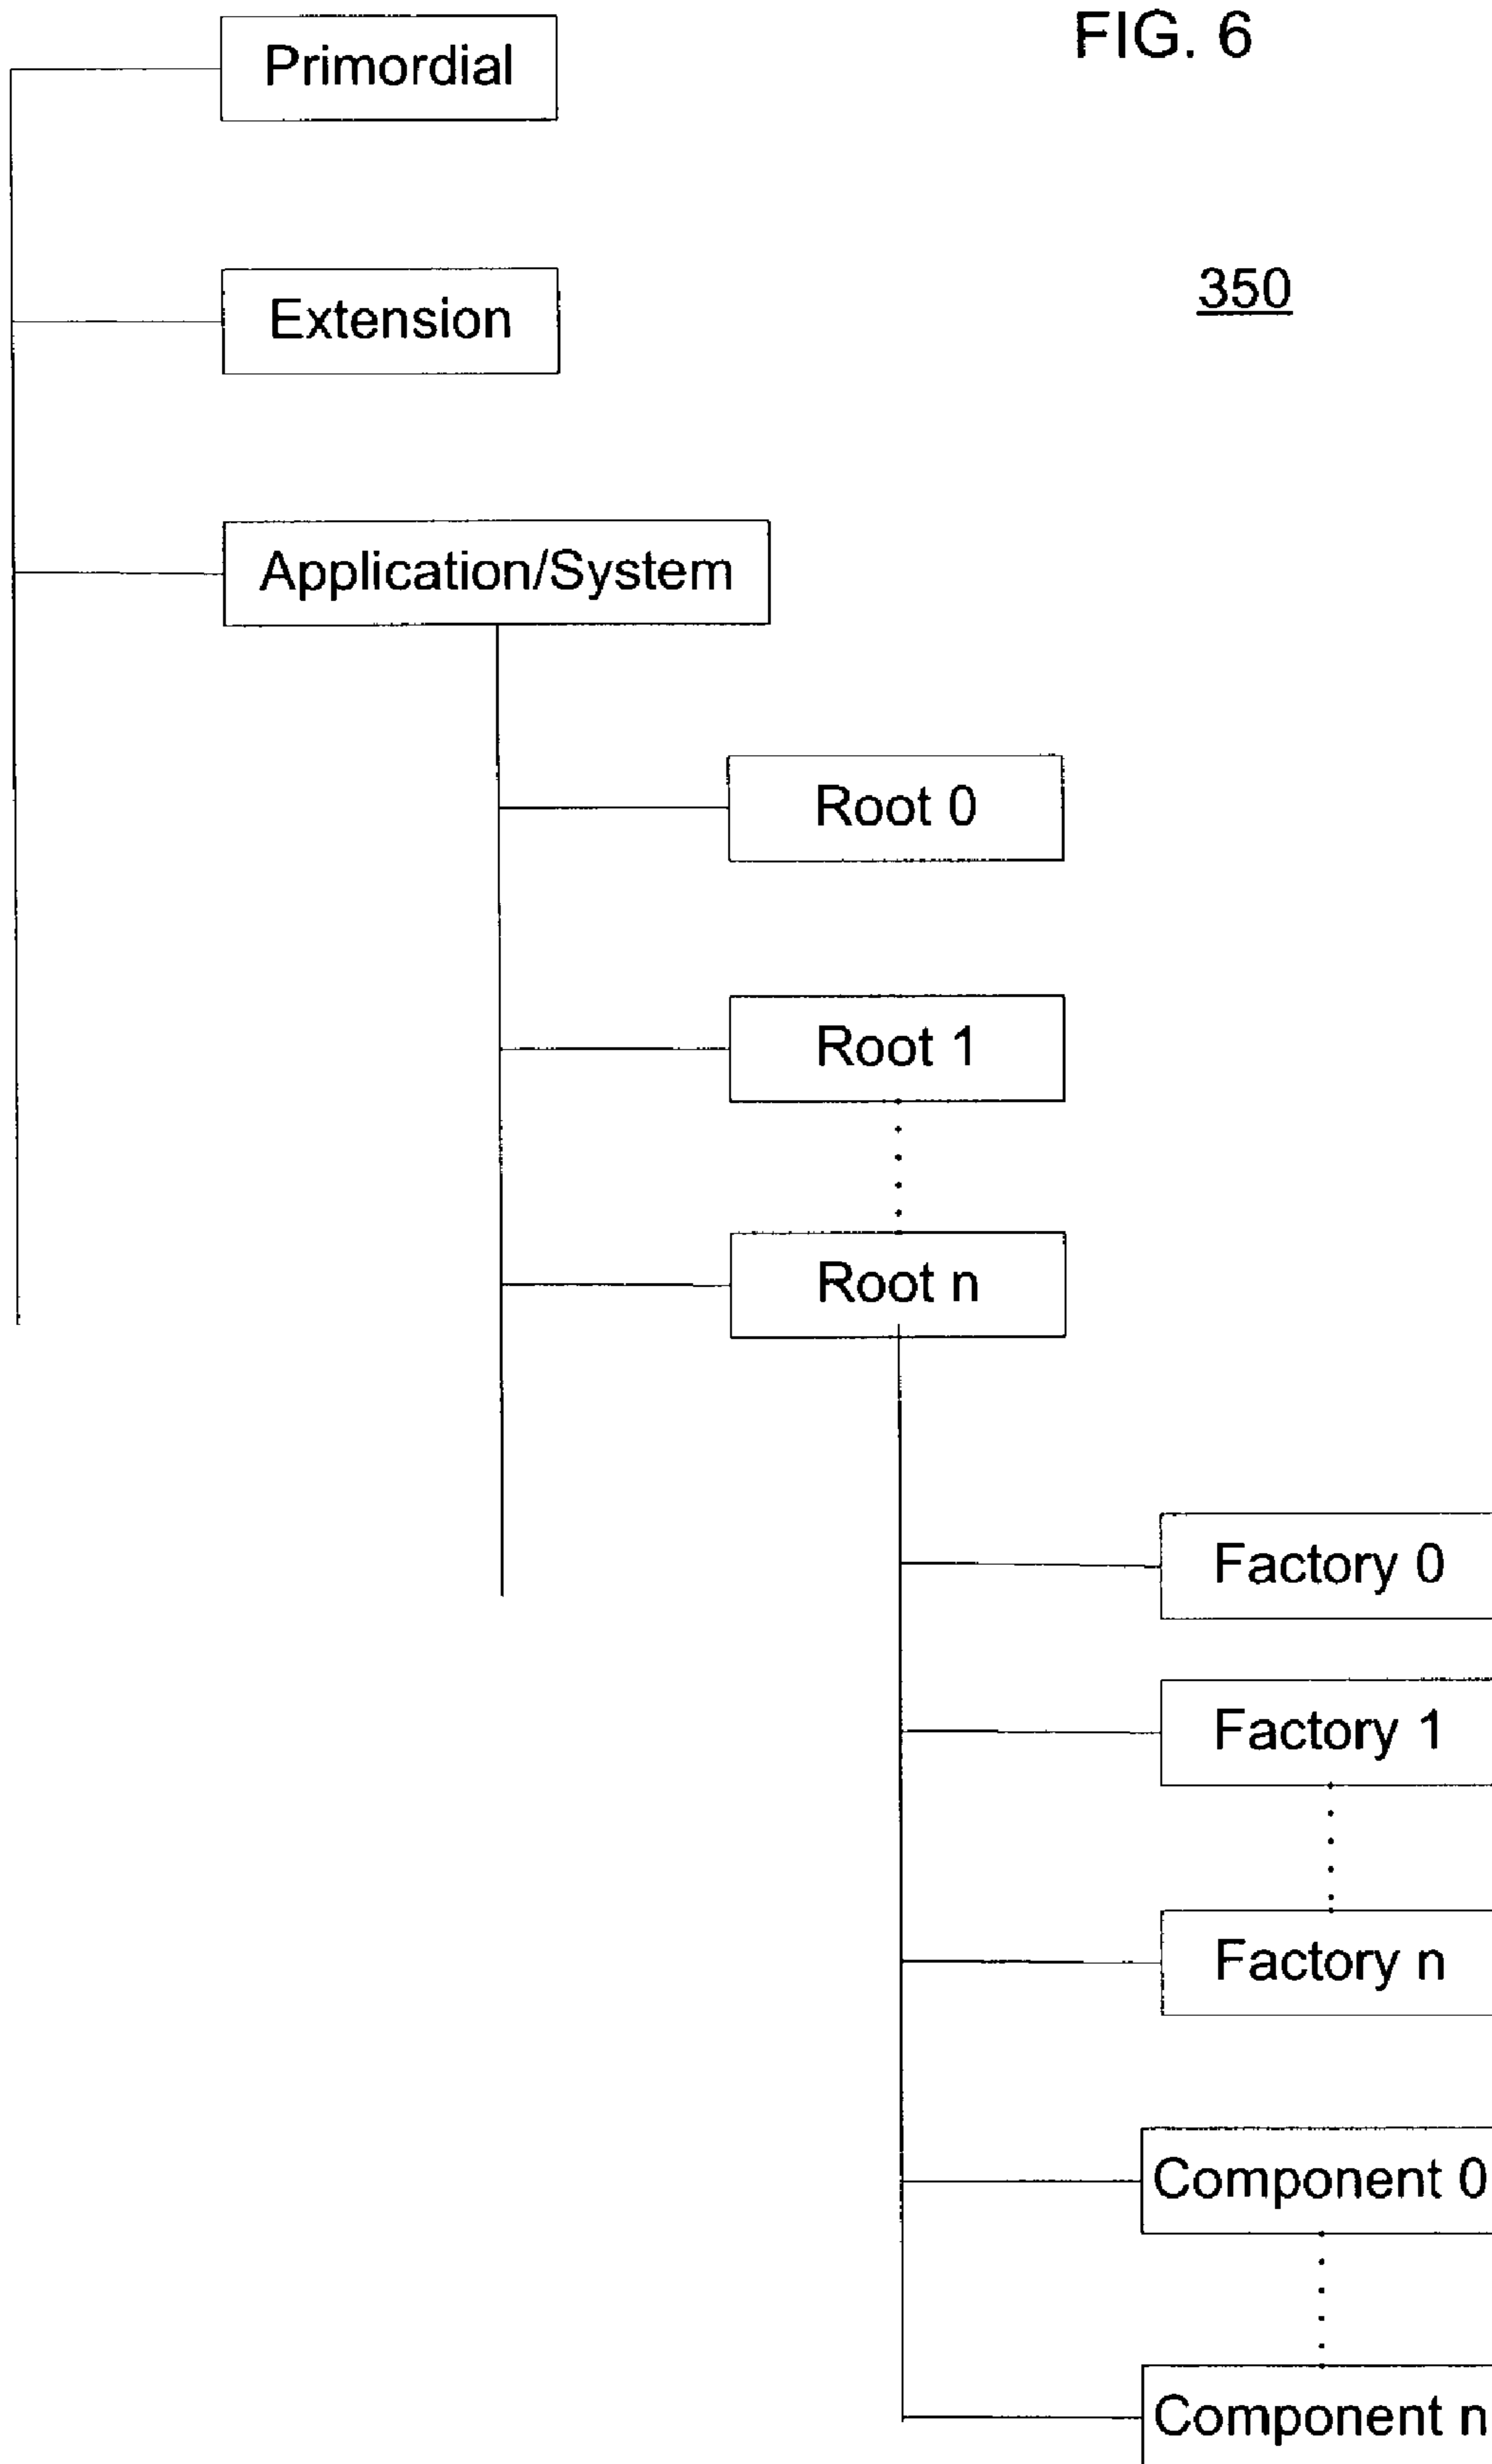 FIG. 6
Primordial
350
Extension
Application/System
Root 0
Root 1
Root n
Factory 0
Factory 1
Factory n
Component 0
Component n